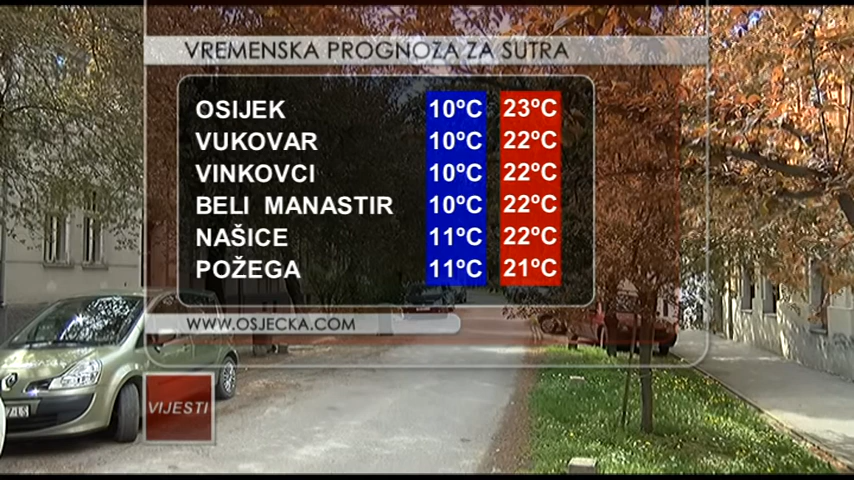 VREMENSKA PROGNOZA ZA SUTRA
OSIJEK 10ºC 23ºC
VUKOVAR 10ºC 22ºC
VINKOVCI 10ºC 22ºC
BELI MANASTIR 10ºC 22ºC
NAŠICE 11ºC 22ºC
POŽEGA 11ºC 21ºC
WWW.OSJECKA.COM
VIJESTI